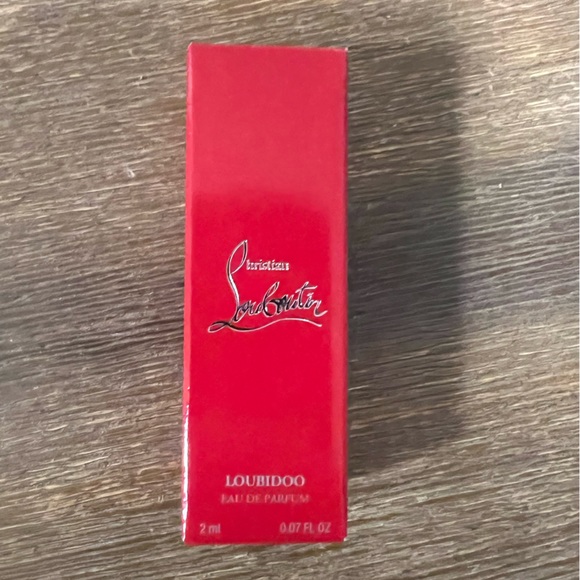 Christian
Louboutin
LOUBIDOO
EAU DE PARFUM
2 ml 0.07 FL OZ